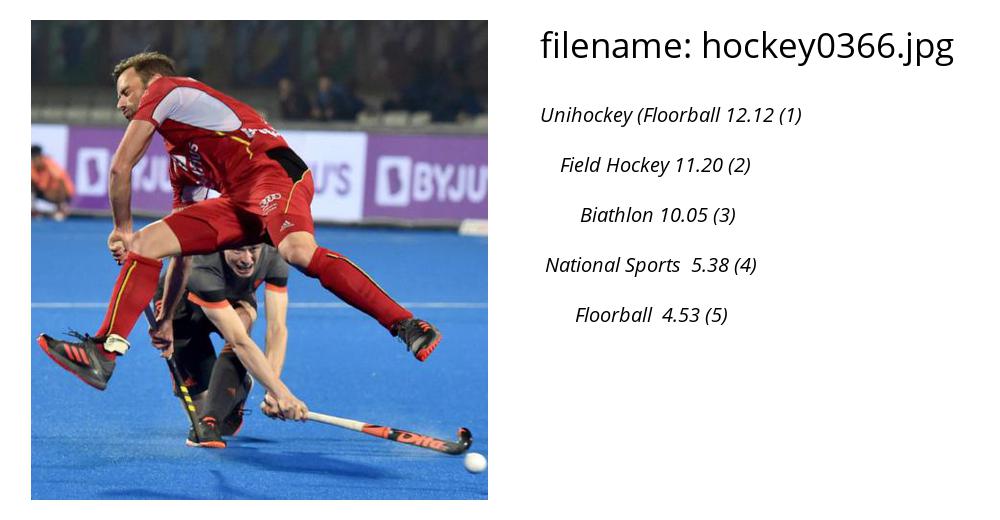 filename: hockey0366.jpg
Unihockey (Floorball 12.12 (1)
Field Hockey 11.20 (2)
Biathlon 10.05 (3)
National Sports  5.38 (4)
Floorball  4.53 (5)
BYJU'S
BYJU